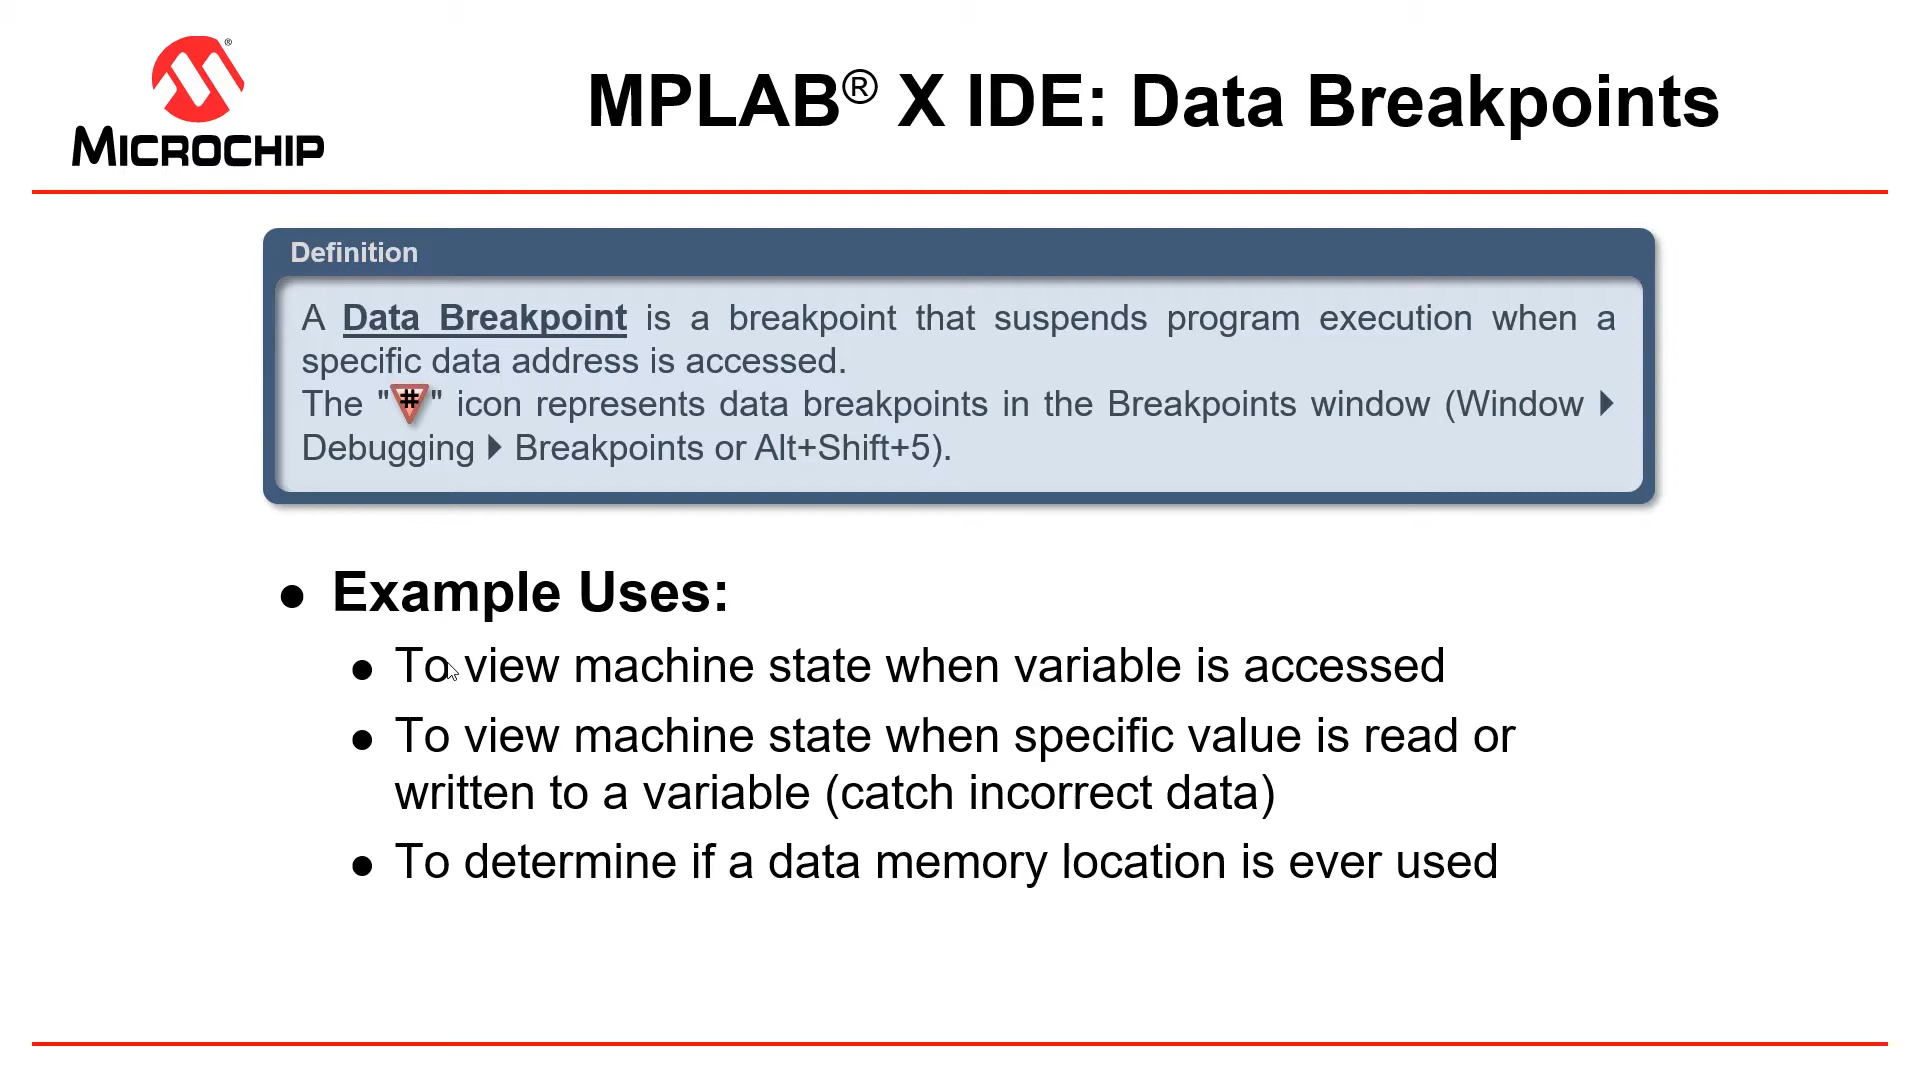 MICROCHIP
MPLAB® X IDE: Data Breakpoints
Definition
A Data Breakpoint is a breakpoint that suspends program execution when a
specific data address is accessed.
The "#" icon represents data breakpoints in the Breakpoints window (Window ▶
Debugging ▶ Breakpoints or Alt+Shift+5).
● Example Uses:
● To view machine state when variable is accessed
● To view machine state when specific value is read or
written to a variable (catch incorrect data)
● To determine if a data memory location is ever used